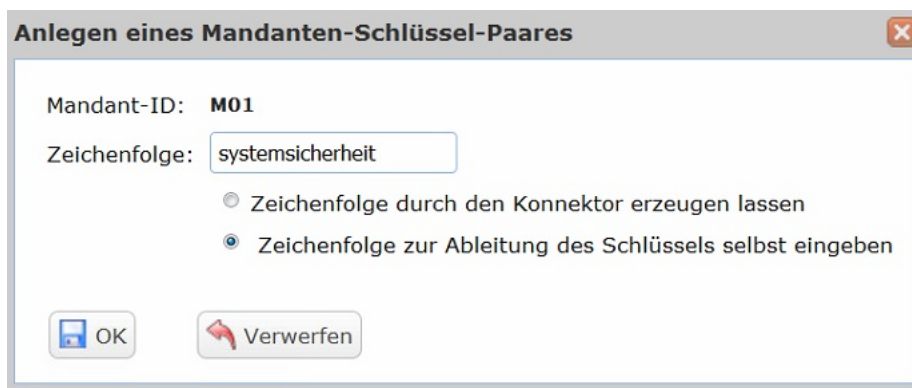 Anlegen eines Mandanten-Schlüssel-Paares
Mandant-ID: M01
Zeichenfolge: systemsicherheit
Zeichenfolge durch den Konnektor erzeugen lassen
Zeichenfolge zur Ableitung des Schlüssels selbst eingeben
OK Verwerfen